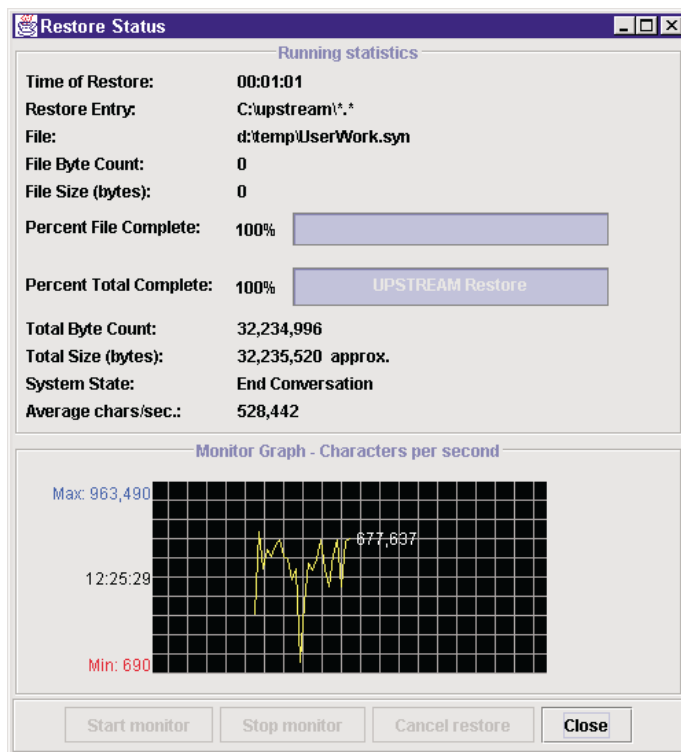 Restore Status
Running statistics
Time of Restore: 00:01:01
Restore Entry: C:\upstream\*.*
File: d:\temp\UserWork.syn
File Byte Count: 0
File Size (bytes): 0
Percent File Complete: 100%
Percent Total Complete: 100% UPSTREAM Restore
Total Byte Count: 32,234,996
Total Size (bytes): 32,235,520 approx.
System State: End Conversation
Average chars/sec.: 528,442
Monitor Graph - Characters per second
Max: 963,490
677,637
12:25:29
Min: 690
Start monitor Stop monitor Cancel restore Close